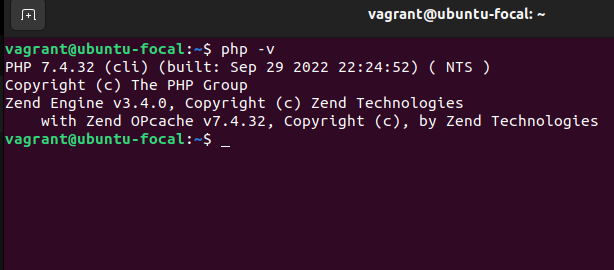 vagrant@ubuntu-focal: ~
vagrant@ubuntu-focal:~$ php -v
PHP 7.4.32 (cli) (built: Sep 29 2022 22:24:52) ( NTS )
Copyright (c) The PHP Group
Zend Engine v3.4.0, Copyright (c) Zend Technologies
    with Zend OPcache v7.4.32, Copyright (c), by Zend Technologies
vagrant@ubuntu-focal:~$ _